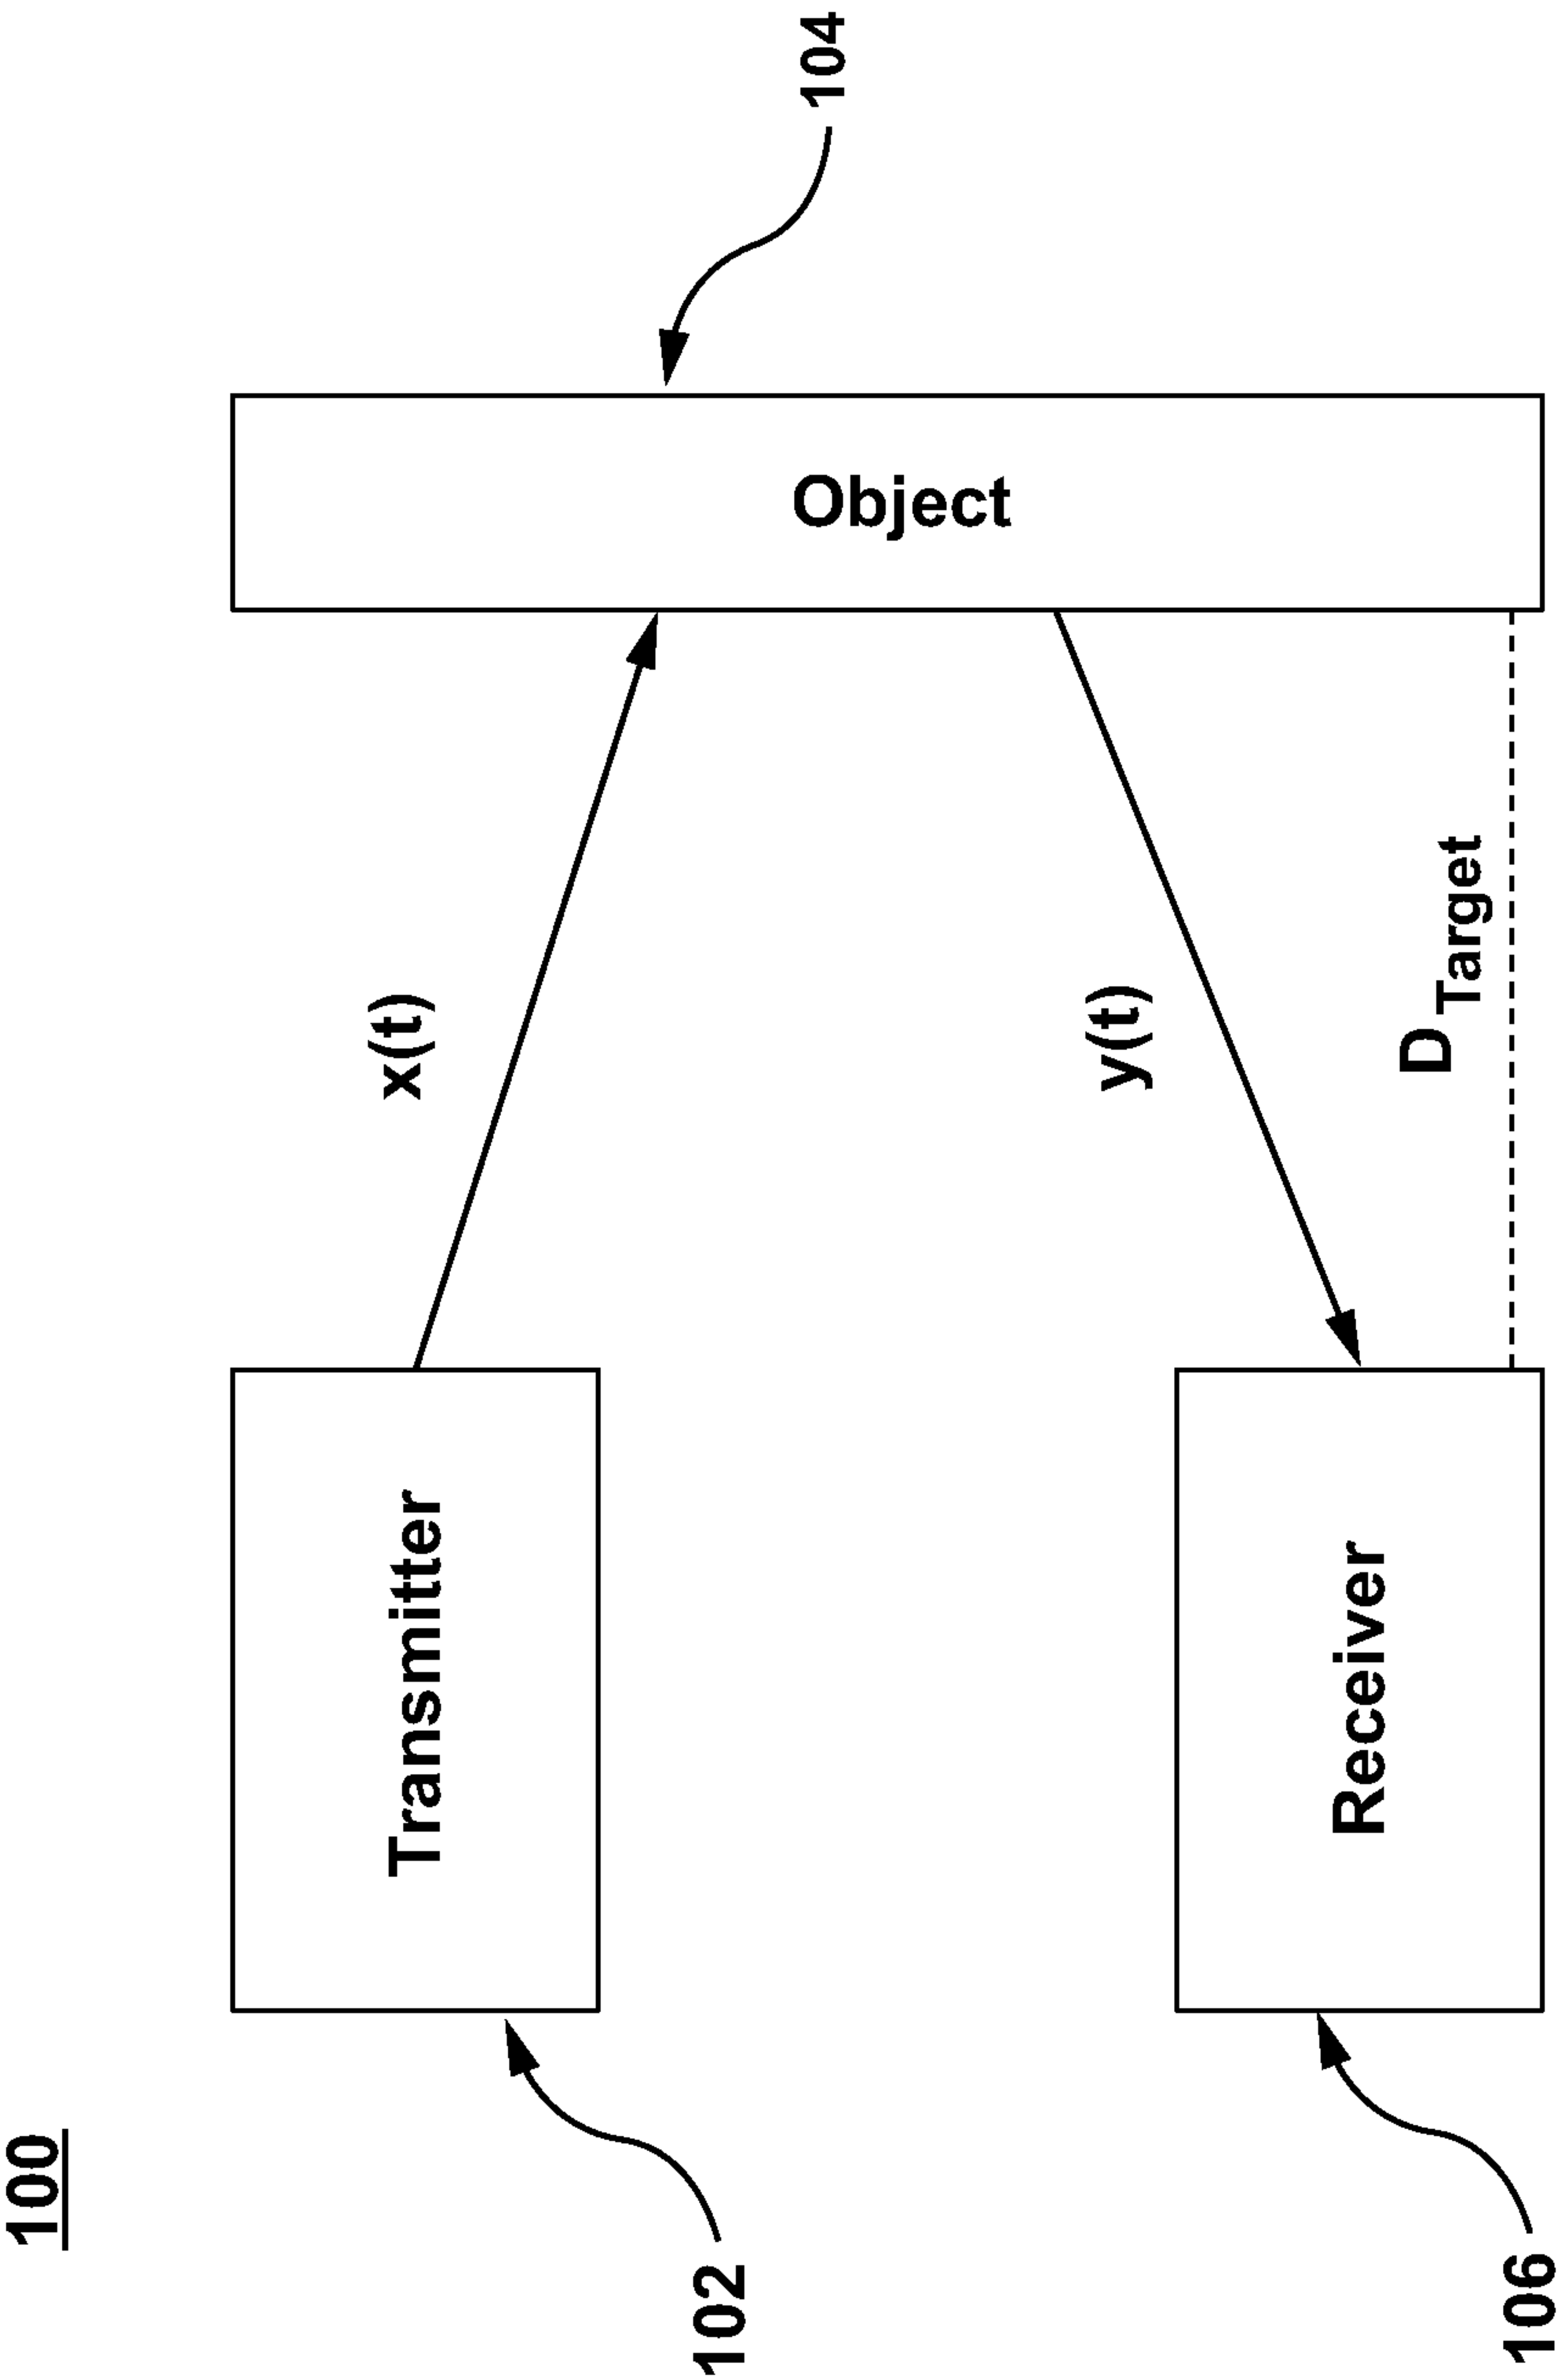 100
102
Transmitter
x(t)
Object
104
y(t)
D Target
Receiver
106